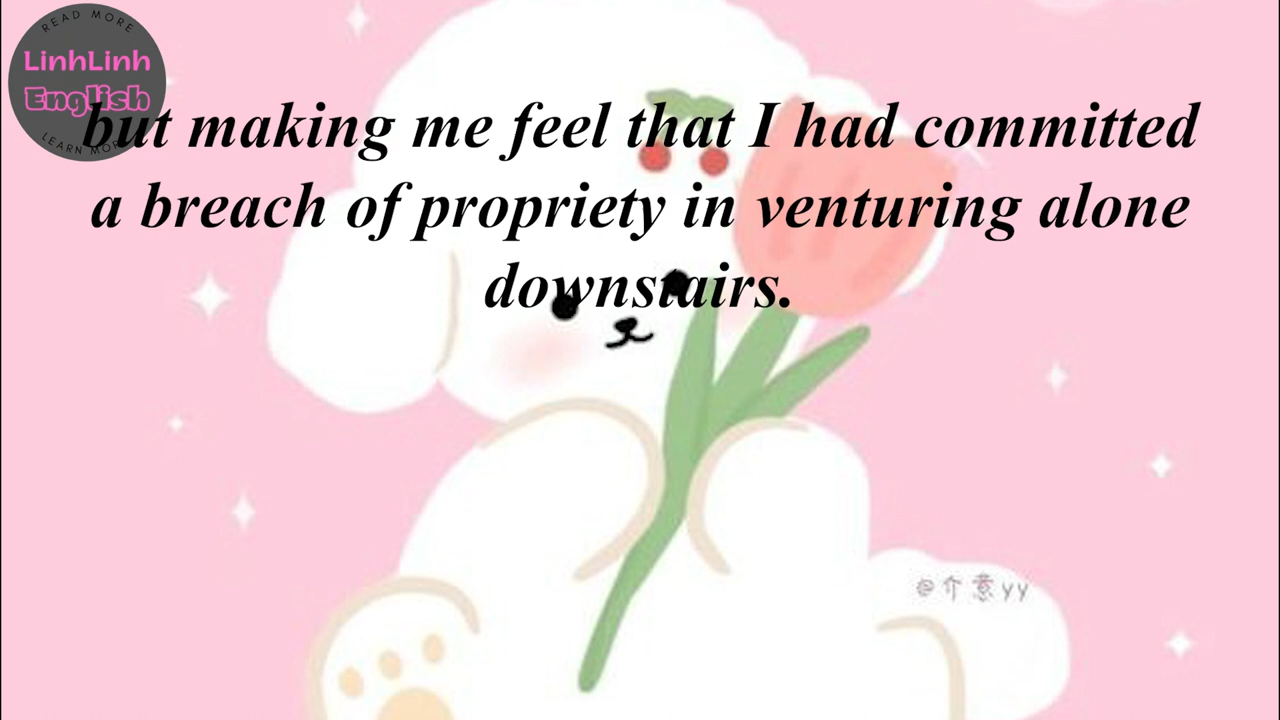 READ MORE
LinhLinh
English
LEARN MORE
but making me feel that I had committed
a breach of propriety in venturing alone
downstairs.
@介意yy